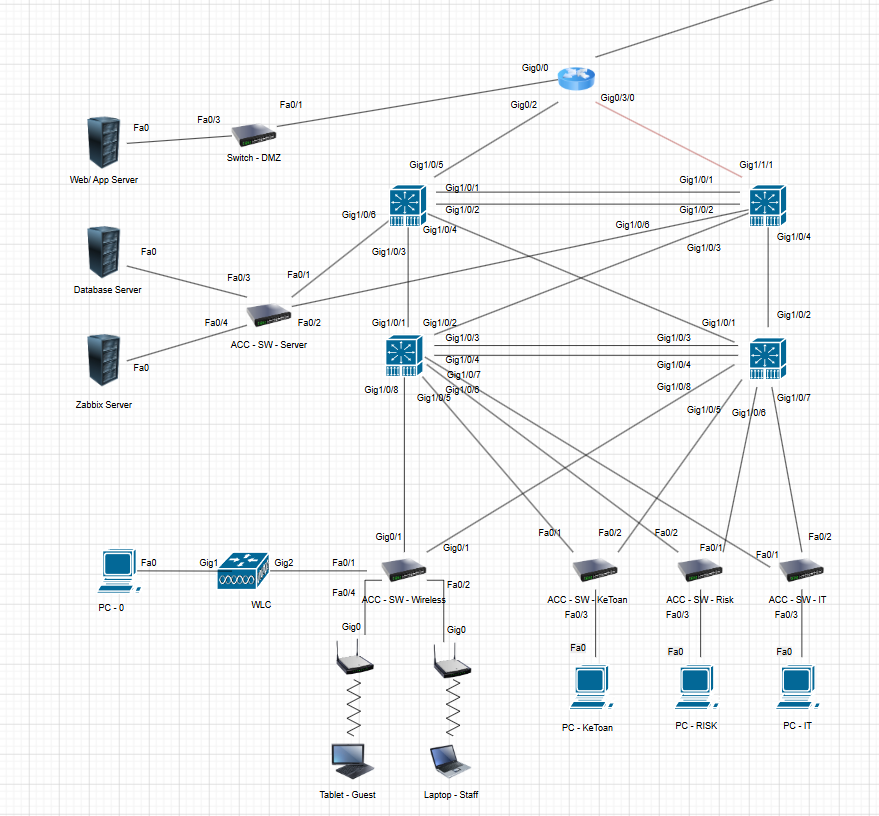 Gig0/0
Gig0/2
Gig0/3/0
Fa0/1
Fa0/3
Fa0
Switch - DMZ
Web/ App Server
Gig1/0/5
Gig1/1/1
Gig1/0/1
Gig1/0/1
Gig1/0/2
Gig1/0/2
Gig1/0/6
Gig1/0/4
Gig1/0/6
Gig1/0/4
Gig1/0/3
Gig1/0/3
Fa0
Fa0/3
Fa0/1
Database Server
Fa0/4
Fa0/2
ACC - SW - Server
Gig1/0/1
Gig1/0/2
Gig1/0/1
Gig1/0/2
Gig1/0/3
Gig1/0/3
Gig1/0/4
Gig1/0/4
Fa0
Zabbix Server
Gig1/0/7
Gig1/0/8
Gig1/0/6
Gig1/0/5
Gig1/0/8
Gig1/0/5
Gig1/0/6
Gig1/0/7
Gig0/1
Gig0/1
Fa0/1
Fa0/2
Fa0/2
Fa0/1
Fa0/1
Fa0/2
Fa0
Gig1
Gig2
Fa0/1
PC - 0
WLC
Fa0/4
Fa0/2
ACC - SW - Wireless
ACC - SW - KeToan
ACC - SW - Risk
ACC - SW - IT
Fa0/3
Fa0/3
Fa0/3
Gig0
Gig0
Fa0
Fa0
Fa0
PC - KeToan
PC - RISK
PC - IT
Tablet - Guest
Laptop - Staff